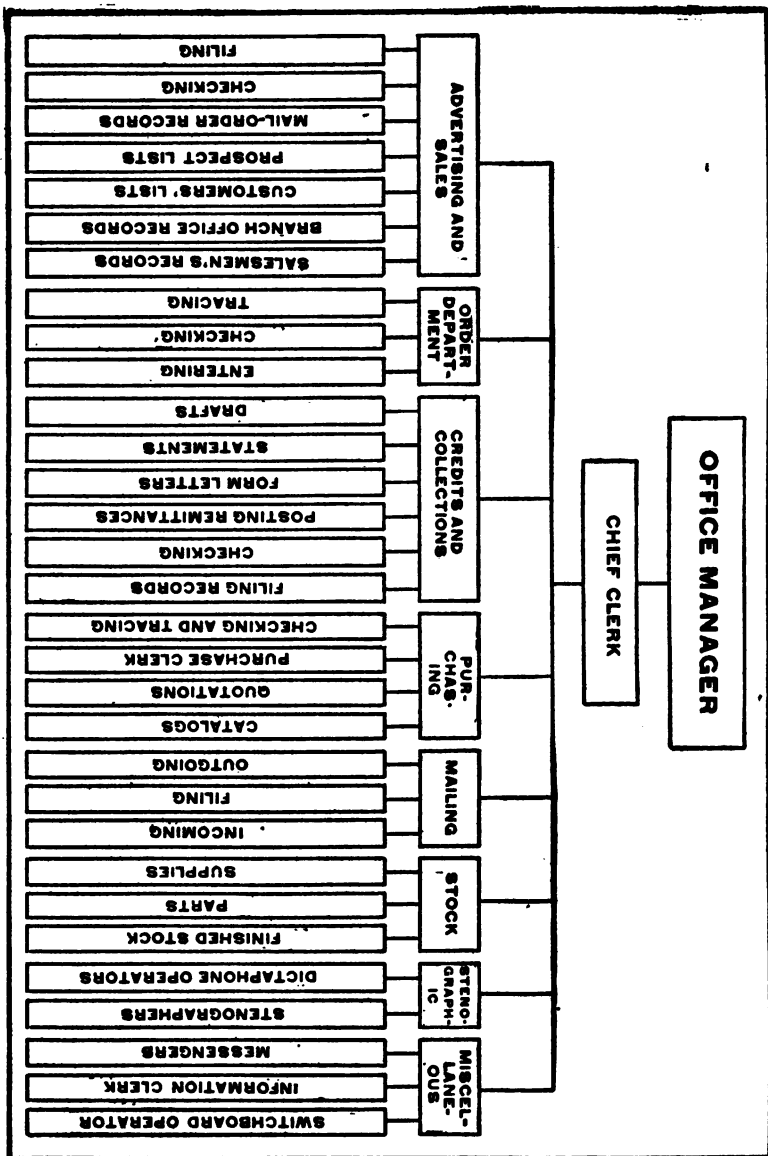 OFFICE MANAGER
CHIEF CLERK
ADVERTISING AND
SALES
FILING
CHECKING
MAIL-ORDER RECORDS
PROSPECT LISTS
CUSTOMERS' LISTS
BRANCH OFFICE RECORDS
SALESMEN'S RECORDS
ORDER
DEPART-
MENT
TRACING
CHECKING
ENTERING
CREDITS AND
COLLECTIONS
DRAFTS
STATEMENTS
FORM LETTERS
POSTING REMITTANCES
CHECKING
FILING RECORDS
PUR-
CHAS-
ING
CHECKING AND TRACING
PURCHASE CLERK
QUOTATIONS
CATALOGS
MAILING
OUTGOING
FILING
INCOMING
STOCK
SUPPLIES
PARTS
FINISHED STOCK
STENO-
GRAPH-
IC
DICTAPHONE OPERATORS
STENOGRAPHERS
MISCEL-
LANE-
OUS
MESSENGERS
INFORMATION CLERK
SWITCHBOARD OPERATOR